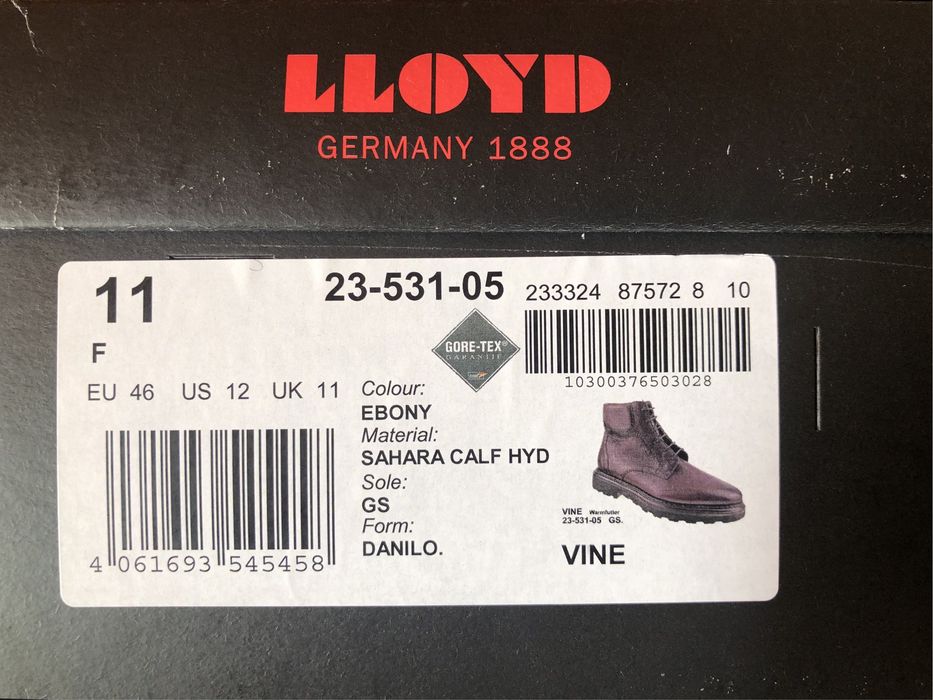 LLOYD
GERMANY 1888
11
23-531-05
233324 87572 8 10
F
GORE-TEX®
GARANTIE
10300376503028
EU 46 US 12 UK 11
Colour:
EBONY
Material:
SAHARA CALF HYD
Sole:
GS
Form:
DANILO.
4 061693 545458
VINE Warmfutter
23-531-05 GS.
VINE